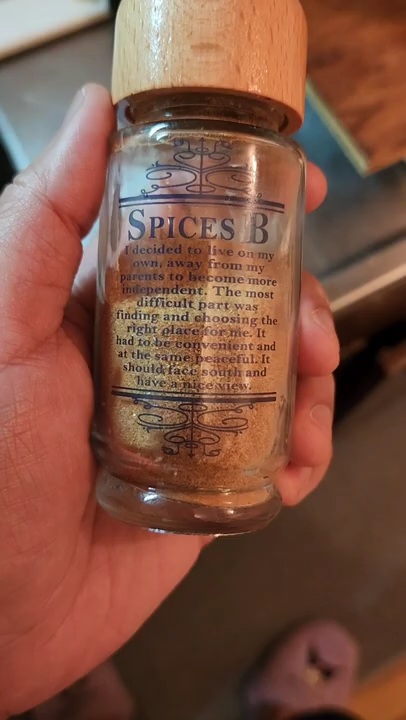 SPICES B
I decided to live on my
own, away from my
parents to become more
independent. The most
difficult part was
finding and choosing the
right place for me. It
had to be convenient and
at the same peaceful. It
should face south and
have a nice view.